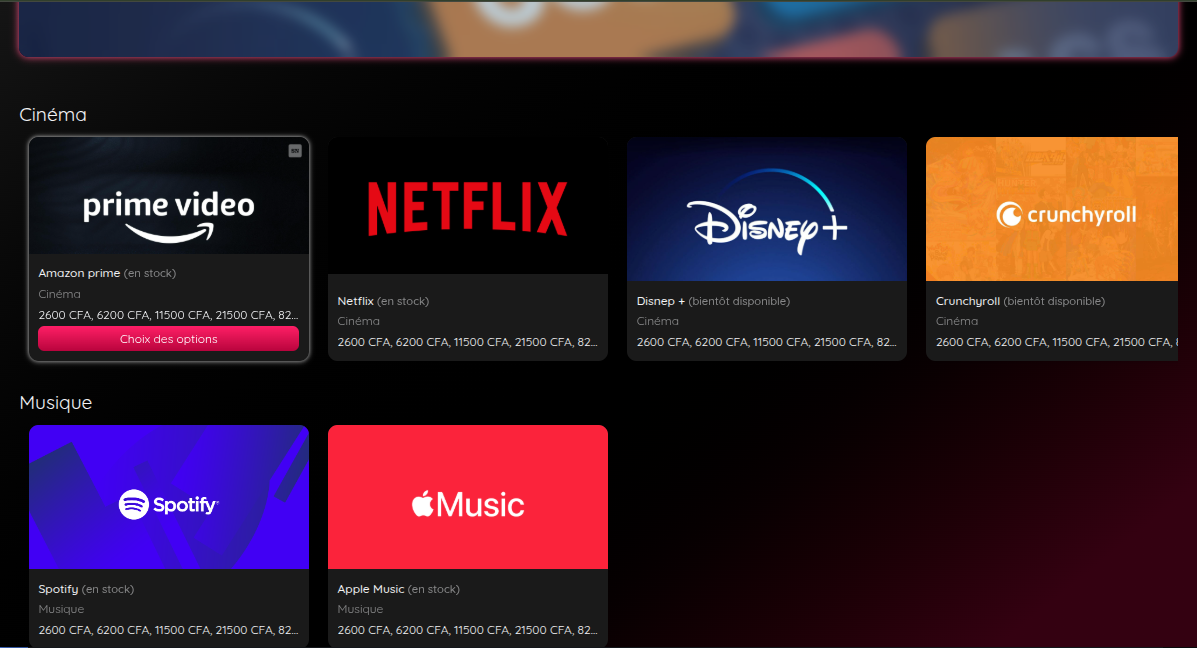 Cinéma
prime video
NETFLIX
Disney+
crunchyroll
Amazon prime (en stock)
Cinéma
2600 CFA, 6200 CFA, 11500 CFA, 21500 CFA, 82...
Choix des options
Netflix (en stock)
Cinéma
2600 CFA, 6200 CFA, 11500 CFA, 21500 CFA, 82...
Disnep + (bientôt disponible)
Cinéma
2600 CFA, 6200 CFA, 11500 CFA, 21500 CFA, 82...
Crunchyroll (bientôt disponible)
Cinéma
2600 CFA, 6200 CFA, 11500 CFA, 21500 CFA,
Musique
Spotify
Music
Spotify (en stock)
Musique
2600 CFA, 6200 CFA, 11500 CFA, 21500 CFA, 82...
Apple Music (en stock)
Musique
2600 CFA, 6200 CFA, 11500 CFA, 21500 CFA, 82...